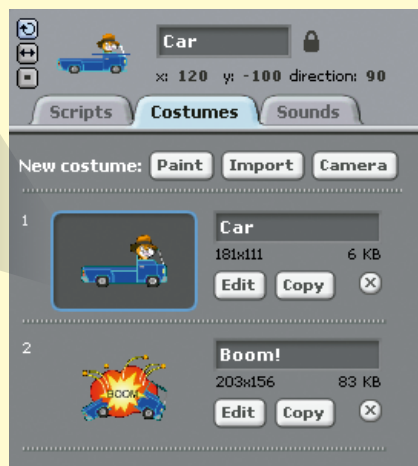 Car
x: 120 y: -100 direction: 90
Scripts Costumes Sounds
New costume: Paint Import Camera
1
Car
181x111 6 KB
Edit Copy
2
BOOM
Boom!
203x156 83 KB
Edit Copy